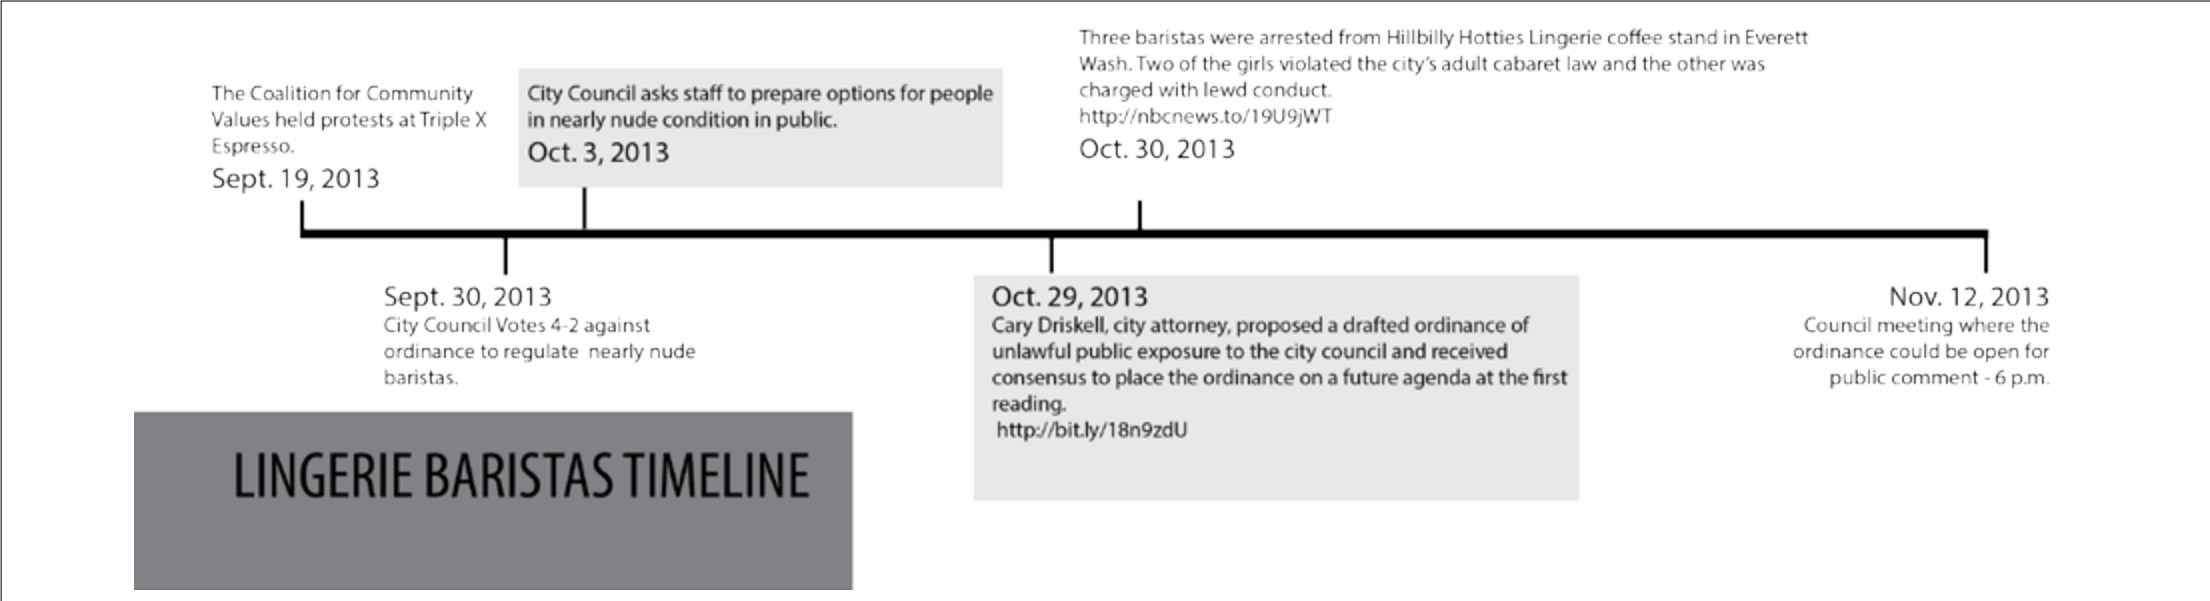 The Coalition for Community
Values held protests at Triple X
Espresso.
Sept. 19, 2013
City Council asks staff to prepare options for people
in nearly nude condition in public.
Oct. 3, 2013
Three baristas were arrested from Hillbilly Hotties Lingerie coffee stand in Everett
Wash. Two of the girls violated the city's adult cabaret law and the other was
charged with lewd conduct.
http://nbcnews.to/19U9jWT
Oct. 30, 2013
Sept. 30, 2013
City Council Votes 4-2 against
ordinance to regulate nearly nude
baristas.
Oct. 29, 2013
Cary Driskell, city attorney, proposed a drafted ordinance of
unlawful public exposure to the city council and received
consensus to place the ordinance on a future agenda at the first
reading.
http://bit.ly/18n9zdU
Nov. 12, 2013
Council meeting where the
ordinance could be open for
public comment - 6 p.m.
LINGERIE BARISTAS TIMELINE